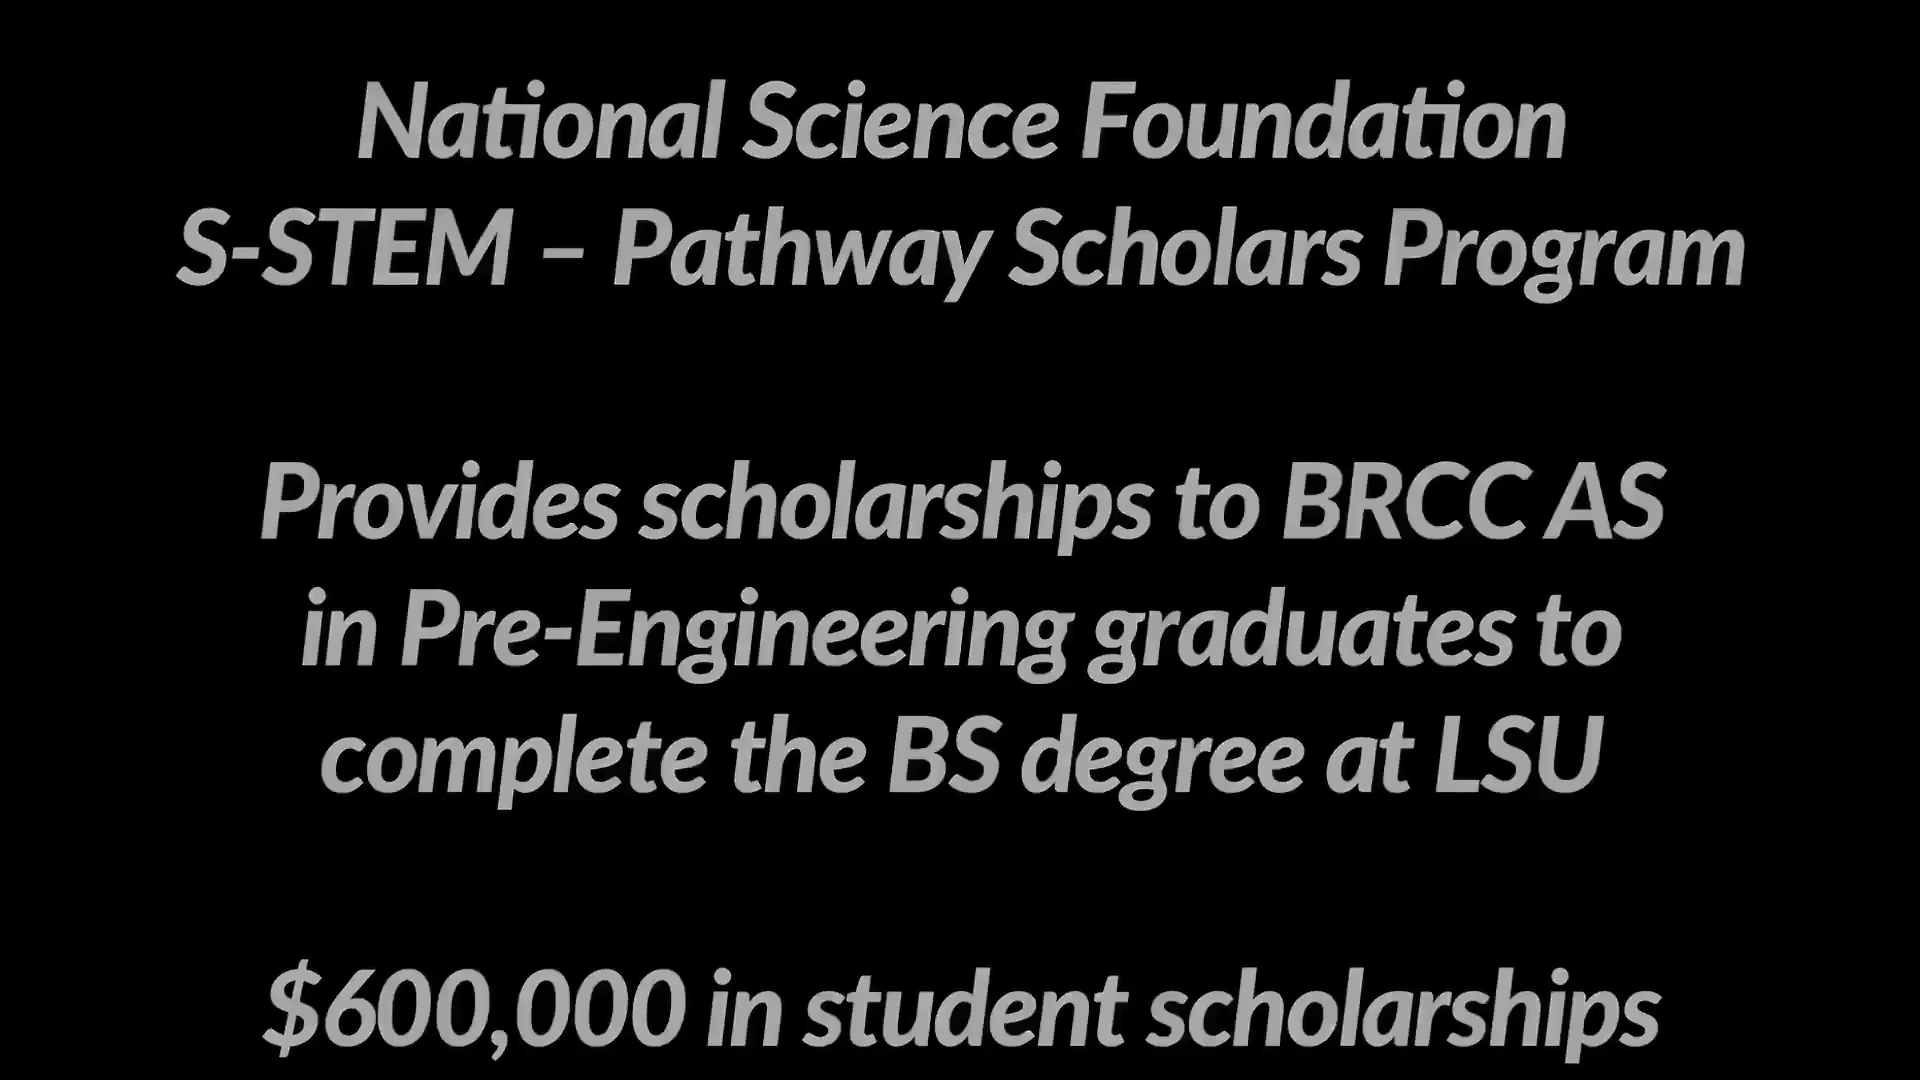 National Science Foundation
S-STEM – Pathway Scholars Program
Provides scholarships to BRCC AS
in Pre-Engineering graduates to
complete the BS degree at LSU
$600,000 in student scholarships